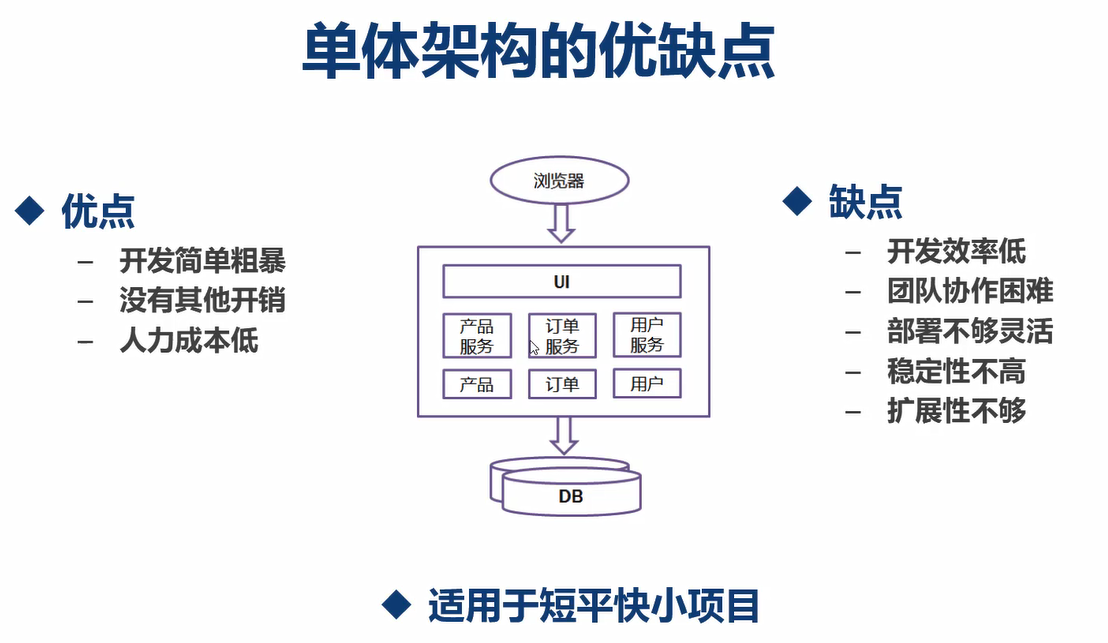 单体架构的优缺点
优点
– 开发简单粗暴
– 没有其他开销
– 人力成本低
浏览器
UI
产品
服务
订单
服务
用户
服务
产品
订单
用户
DB
缺点
– 开发效率低
– 团队协作困难
– 部署不够灵活
– 稳定性不高
– 扩展性不够
适用于短平快小项目